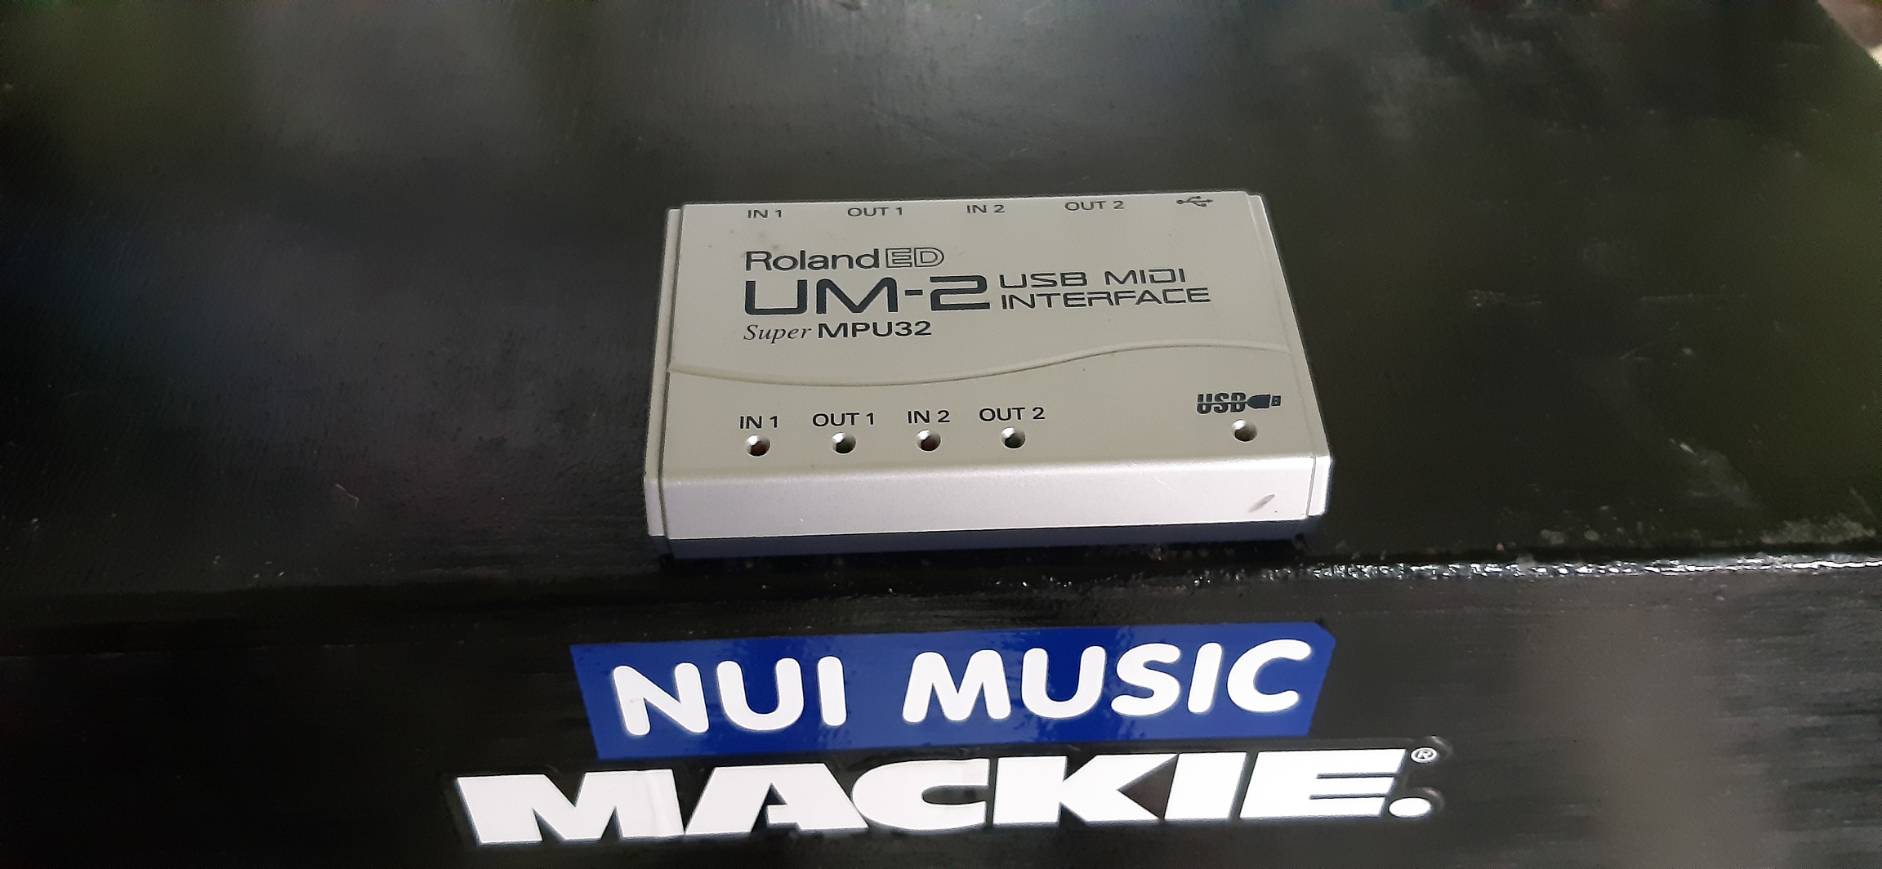 IN 1 OUT 1 IN 2 OUT 2
Roland ED
UM-2 USB MIDI
INTERFACE
Super MPU32
IN 1 OUT 1 IN 2 OUT 2 USB
NUI MUSIC
MACKIE.®